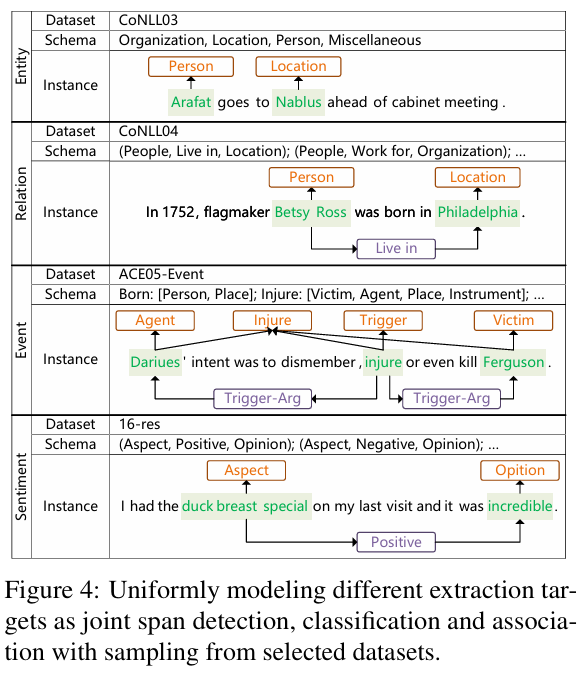 Entity
Dataset CoNLL03
Schema Organization, Location, Person, Miscellaneous
Instance
Person Location
Arafat goes to Nablus ahead of cabinet meeting .
Relation
Dataset CoNLL04
Schema (People, Live in, Location); (People, Work for, Organization); ...
Instance
Person Location
In 1752, flagmaker Betsy Ross was born in Philadelphia .
Live in
Event
Dataset ACE05-Event
Schema Born: [Person, Place]; Injure: [Victim, Agent, Place, Instrument]; ...
Instance
Agent Injure Trigger Victim
Dariues ' intent was to dismember , injure or even kill Ferguson .
Trigger-Arg Trigger-Arg
Sentiment
Dataset 16-res
Schema (Aspect, Positive, Opinion); (Aspect, Negative, Opinion); ...
Instance
Aspect Opition
I had the duck breast special on my last visit and it was incredible .
Positive
Figure 4: Uniformly modeling different extraction tar-
gets as joint span detection, classification and associa-
tion with sampling from selected datasets.